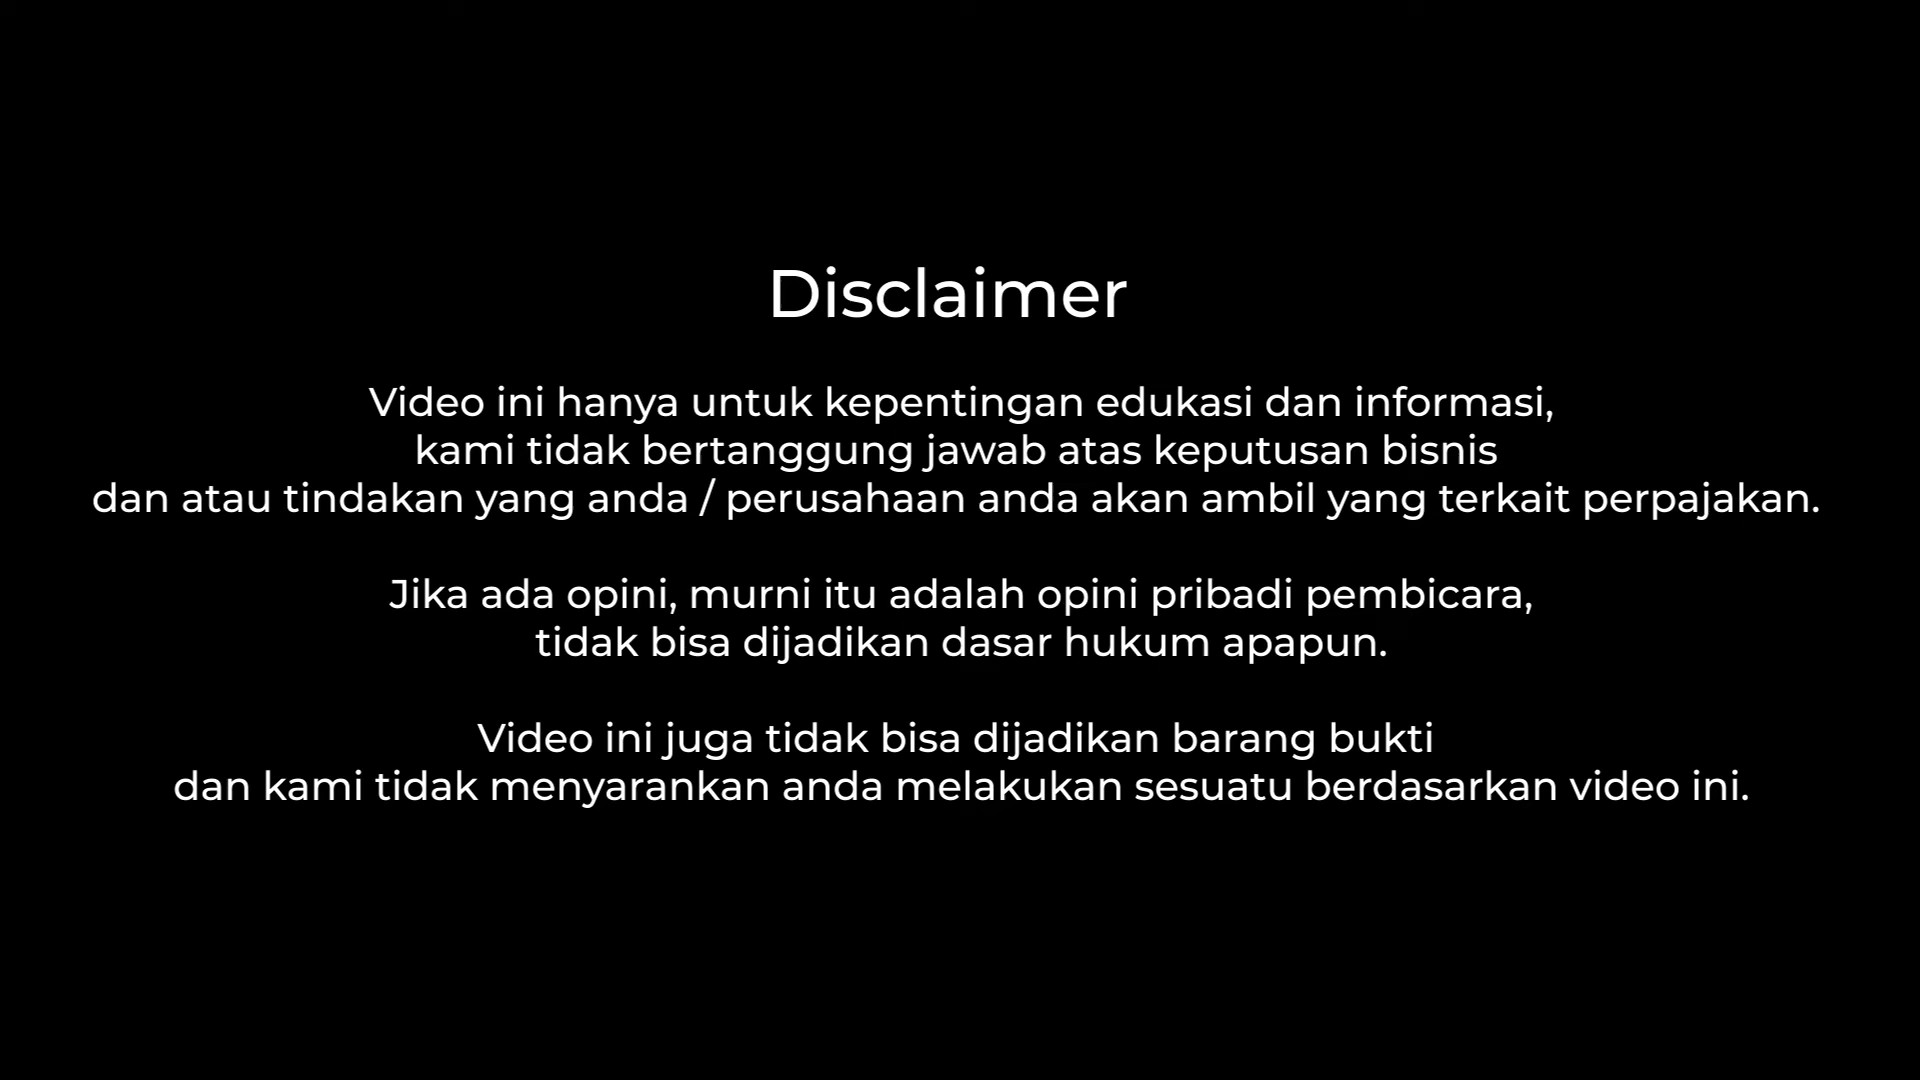 Disclaimer
Video ini hanya untuk kepentingan edukasi dan informasi,
kami tidak bertanggung jawab atas keputusan bisnis
dan atau tindakan yang anda / perusahaan anda akan ambil yang terkait perpajakan.
Jika ada opini, murni itu adalah opini pribadi pembicara,
tidak bisa dijadikan dasar hukum apapun.
Video ini juga tidak bisa dijadikan barang bukti
dan kami tidak menyarankan anda melakukan sesuatu berdasarkan video ini.